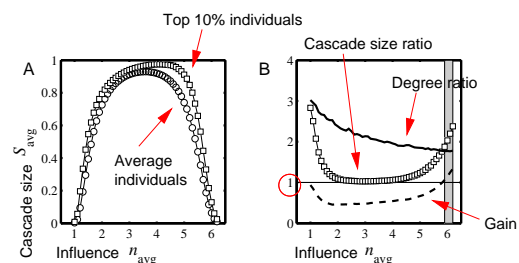 Top 10% individuals
A
Average
individuals
Cascade size S_avg
1
0.8
0.6
0.4
0.2
0
1 2 3 4 5 6
Influence n_avg
B
Cascade size ratio
Degree ratio
Gain
4
3
2
1
0
1 2 3 4 5 6
Influence n_avg